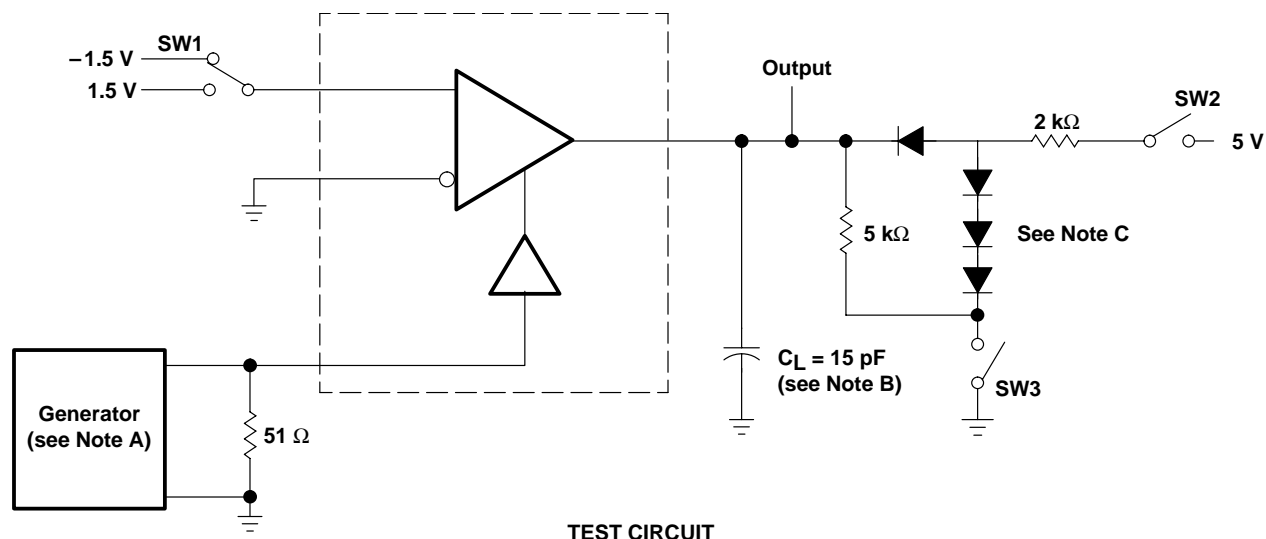 SW1
–1.5 V
1.5 V
Output
SW2
2 kΩ
5 V
5 kΩ
See Note C
CL = 15 pF
(see Note B)
SW3
Generator
(see Note A)
51 Ω
TEST CIRCUIT